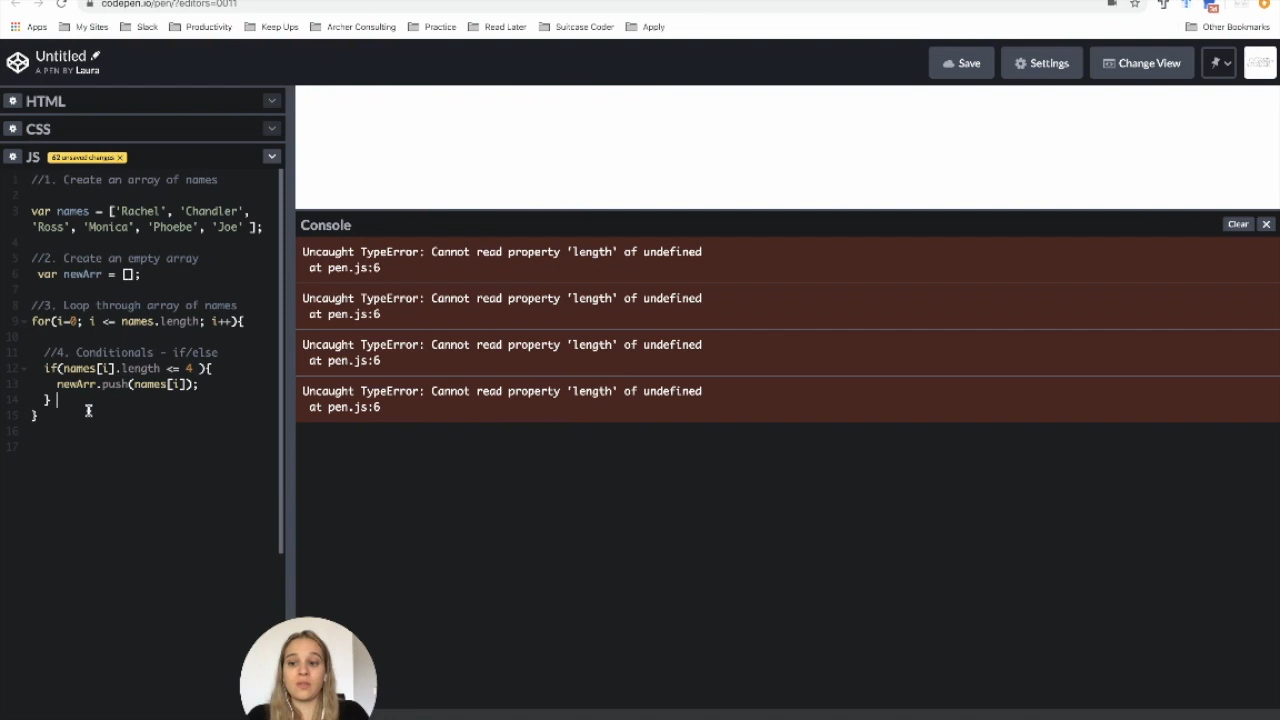 codepen.io/pen/?editors=0011
Apps My Sites Slack Productivity Keep Ups Archer Consulting Practice Read Later Suitcase Coder Apply Other Bookmarks
Untitled
A PEN BY Laura
Save Settings Change View
HTML
CSS
JS 62 unsaved changes ×
1 //1. Create an array of names
2
3 var names = ['Rachel', 'Chandler',
'Ross', 'Monica', 'Phoebe', 'Joe' ];
4
5 //2. Create an empty array
6 var newArr = [];
7
8 //3. Loop through array of names
9 for(i=0; i <= names.length; i++){
10
11 //4. Conditionals - if/else
12 if(names[i].length <= 4 ){
13 newArr.push(names[i]);
14 }
15 }
16
17
Console Clear ×
Uncaught TypeError: Cannot read property 'length' of undefined
at pen.js:6
Uncaught TypeError: Cannot read property 'length' of undefined
at pen.js:6
Uncaught TypeError: Cannot read property 'length' of undefined
at pen.js:6
Uncaught TypeError: Cannot read property 'length' of undefined
at pen.js:6